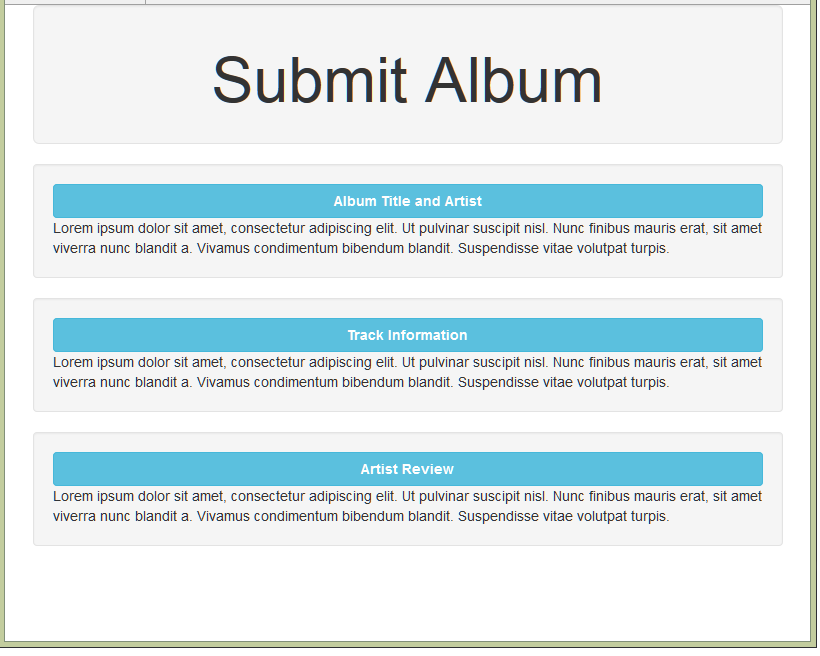 Submit Album
Album Title and Artist
Lorem ipsum dolor sit amet, consectetur adipiscing elit. Ut pulvinar suscipit nisl. Nunc finibus mauris erat, sit amet
viverra nunc blandit a. Vivamus condimentum bibendum blandit. Suspendisse vitae volutpat turpis.
Track Information
Lorem ipsum dolor sit amet, consectetur adipiscing elit. Ut pulvinar suscipit nisl. Nunc finibus mauris erat, sit amet
viverra nunc blandit a. Vivamus condimentum bibendum blandit. Suspendisse vitae volutpat turpis.
Artist Review
Lorem ipsum dolor sit amet, consectetur adipiscing elit. Ut pulvinar suscipit nisl. Nunc finibus mauris erat, sit amet
viverra nunc blandit a. Vivamus condimentum bibendum blandit. Suspendisse vitae volutpat turpis.